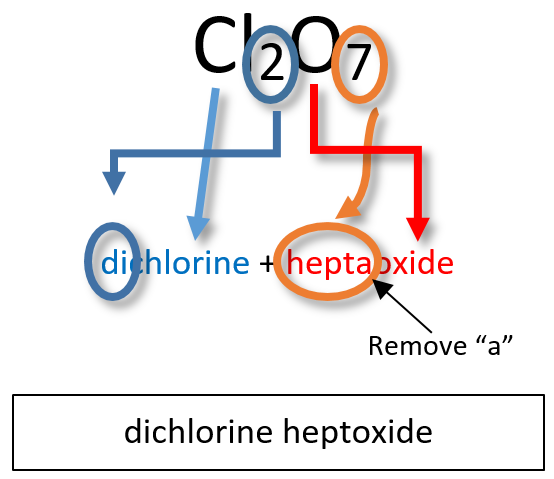 Cl2O7
dichlorine + heptaoxide
Remove “a”
dichlorine heptoxide